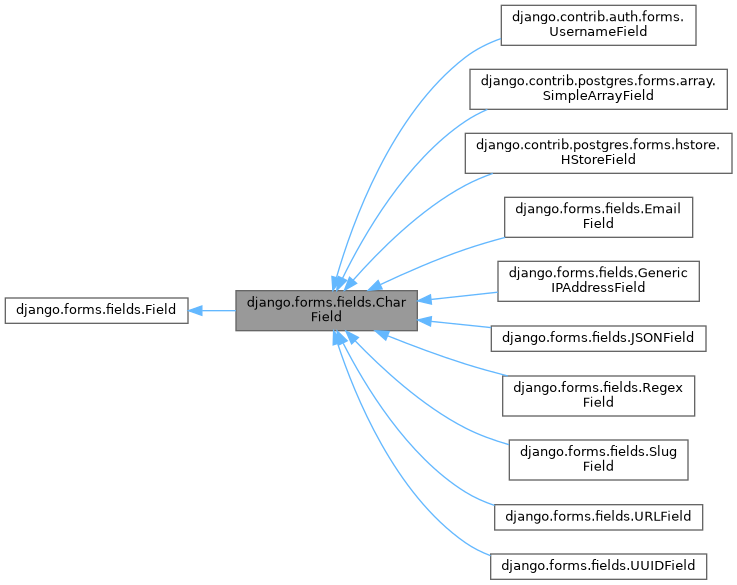 django.contrib.auth.forms.
UsernameField
django.contrib.postgres.forms.array.
SimpleArrayField
django.contrib.postgres.forms.hstore.
HStoreField
django.forms.fields.Email
Field
django.forms.fields.Generic
IPAddressField
django.forms.fields.Field
django.forms.fields.Char
Field
django.forms.fields.JSONField
django.forms.fields.Regex
Field
django.forms.fields.Slug
Field
django.forms.fields.URLField
django.forms.fields.UUIDField